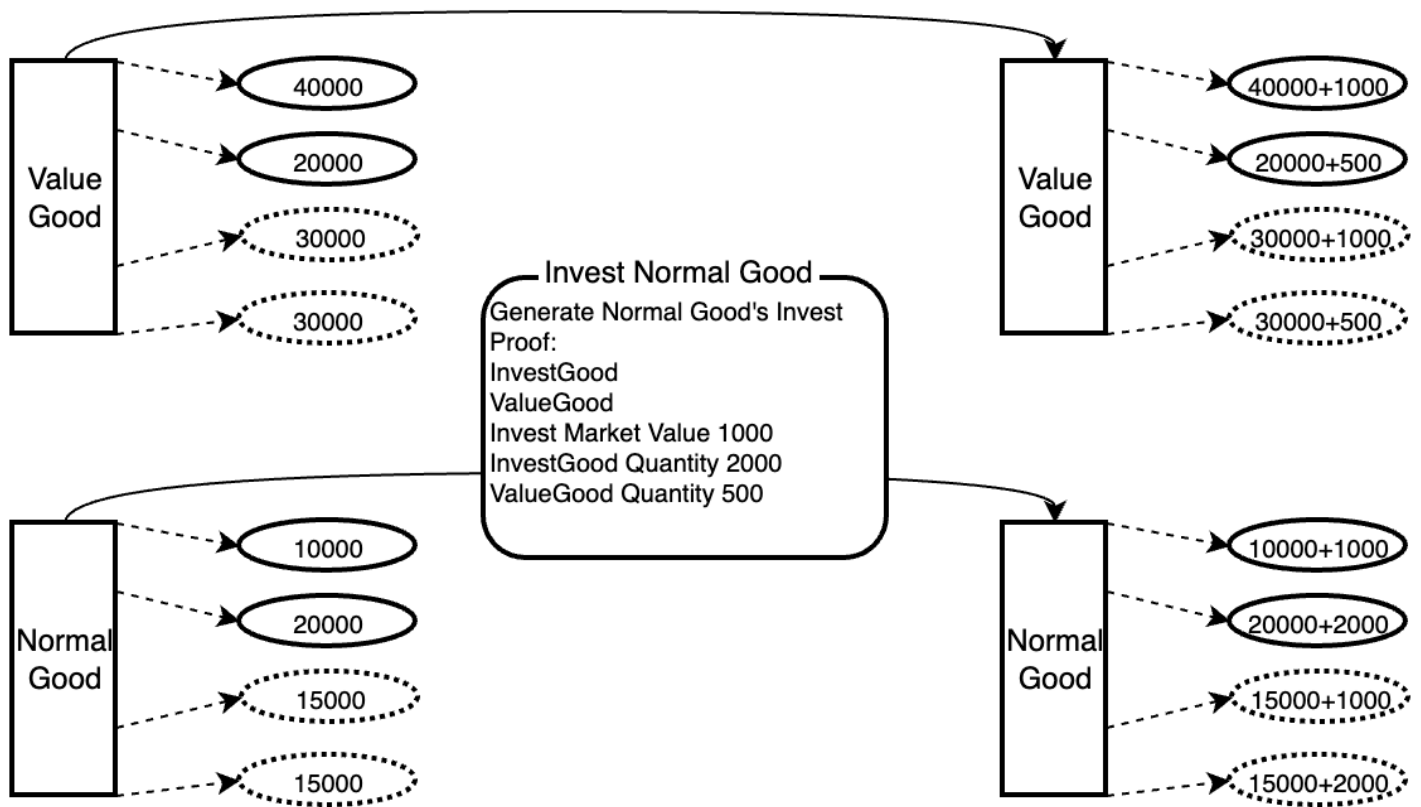 40000
20000
Value
Good
30000
30000
40000+1000
20000+500
Value
Good
30000+1000
30000+500
Invest Normal Good
Generate Normal Good's Invest
Proof:
InvestGood
ValueGood
Invest Market Value 1000
InvestGood Quantity 2000
ValueGood Quantity 500
10000
20000
Normal
Good
15000
15000
10000+1000
20000+2000
Normal
Good
15000+1000
15000+2000